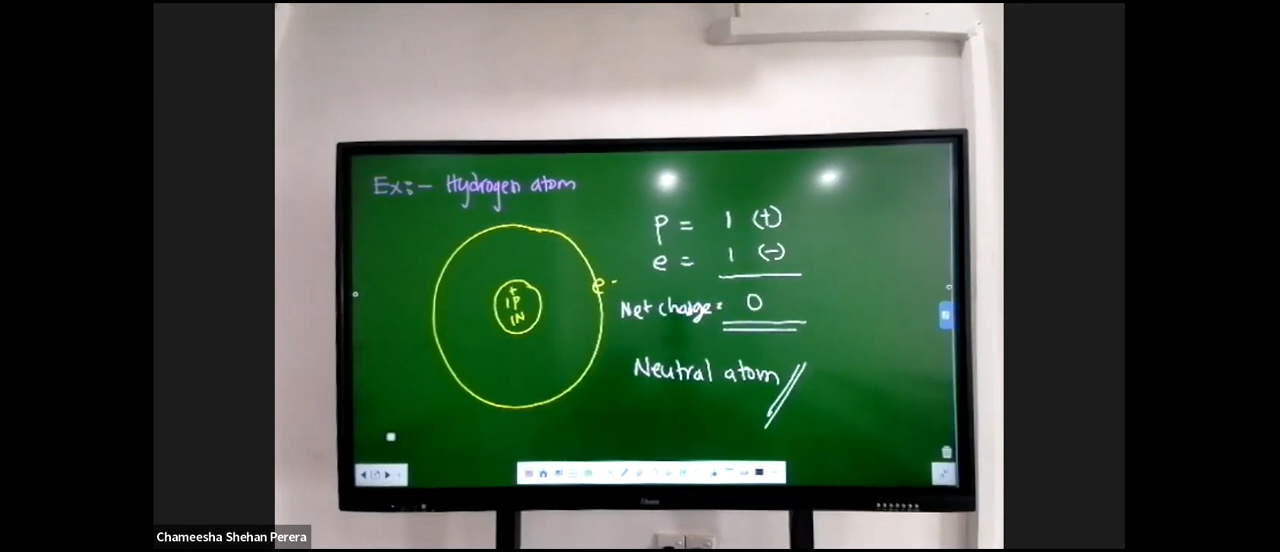 Ex:- Hydrogen atom
p = 1 (+)
e = 1 (-)
e-
+
1P
1N
Net charge = 0
Neutral atom
Chameesha Shehan Perera